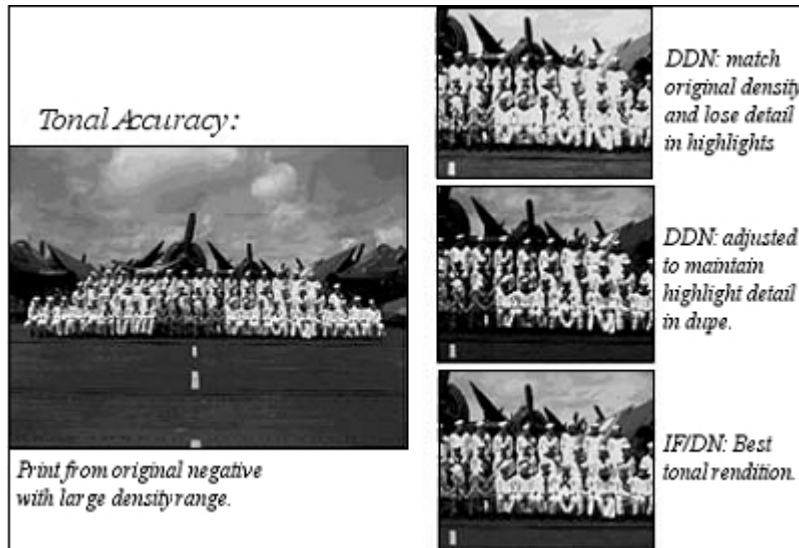 Tonal Accuracy:
Print from original negative
with large density range.
DDN: match
original density
and lose detail
in highlights
DDN: adjusted
to maintain
highlight detail
in dupe.
IF/DN: Best
tonal rendition.